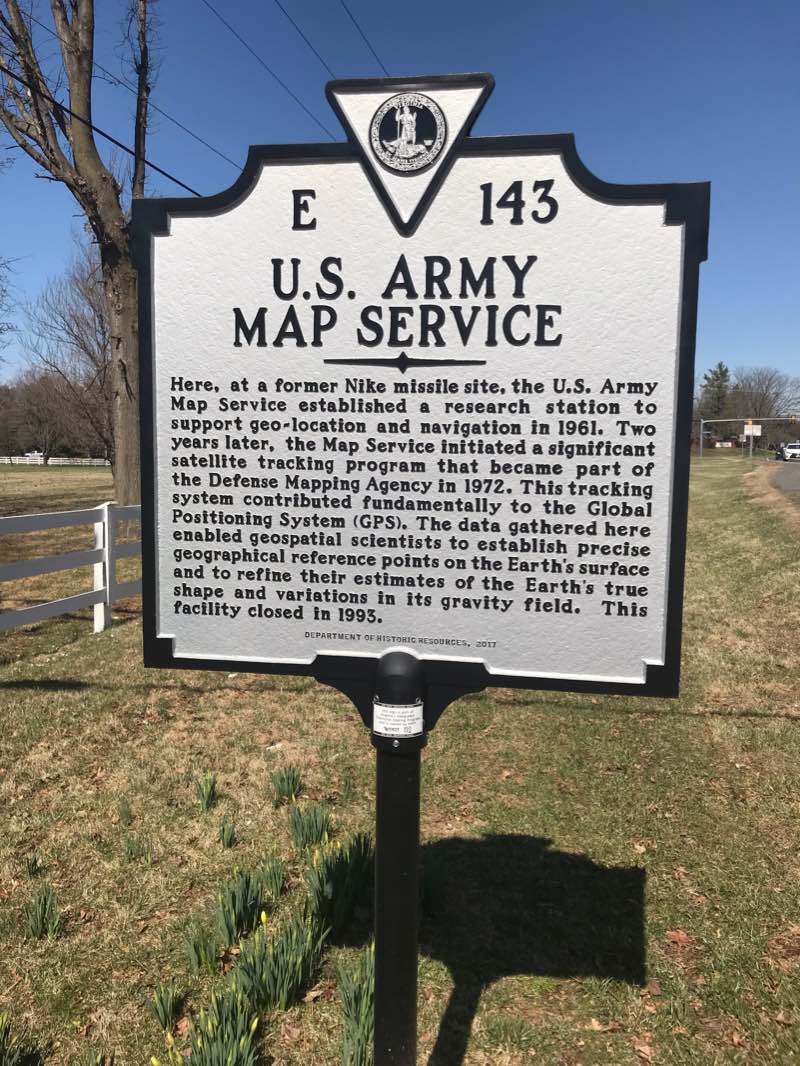 VIRGINIA
E 143
U.S. ARMY
MAP SERVICE
Here, at a former Nike missile site, the U.S. Army
Map Service established a research station to
support geo-location and navigation in 1961. Two
years later, the Map Service initiated a significant
satellite tracking program that became part of
the Defense Mapping Agency in 1972. This tracking
system contributed fundamentally to the Global
Positioning System (GPS). The data gathered here
enabled geospatial scientists to establish precise
geographical reference points on the Earth's surface
and to refine their estimates of the Earth's true
shape and variations in its gravity field. This
facility closed in 1993.
DEPARTMENT OF HISTORIC RESOURCES, 2017